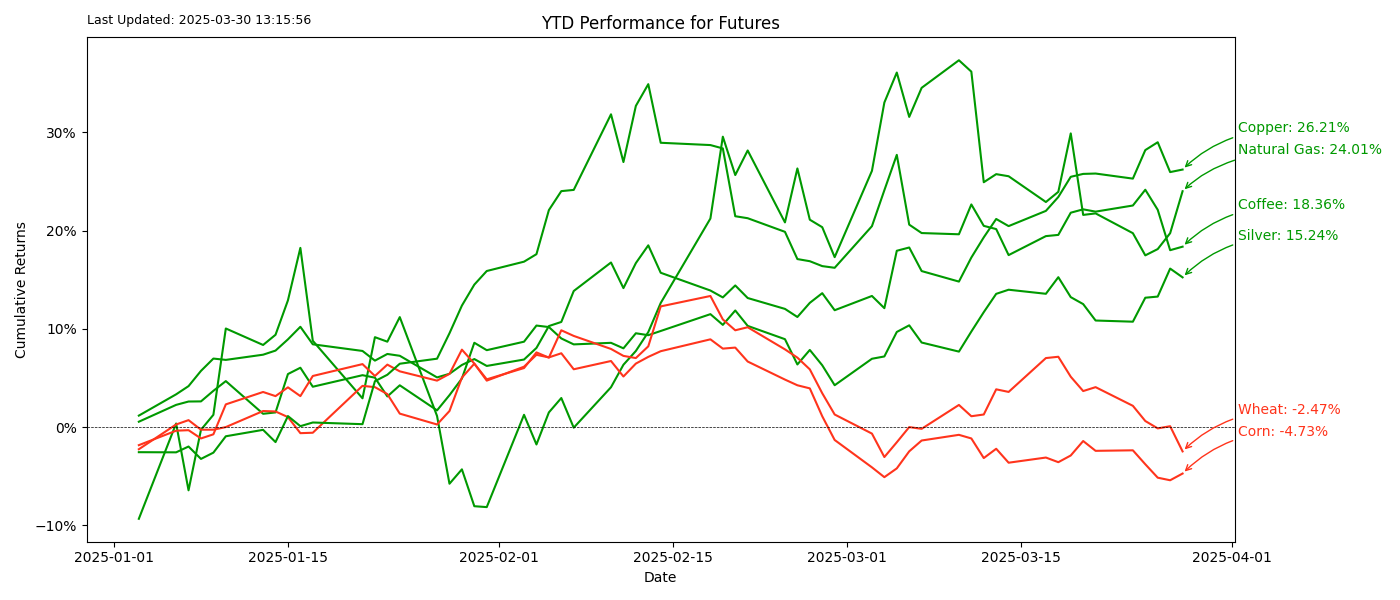 Last Updated: 2025-03-30 13:15:56
YTD Performance for Futures
Cumulative Returns
30%
20%
10%
0%
−10%
Copper: 26.21%
Natural Gas: 24.01%
Coffee: 18.36%
Silver: 15.24%
Wheat: -2.47%
Corn: -4.73%
2025-01-01
2025-01-15
2025-02-01
2025-02-15
2025-03-01
2025-03-15
2025-04-01
Date